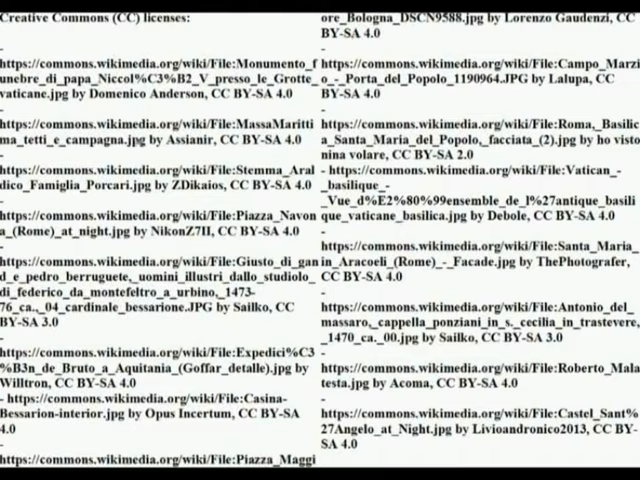 Creative Commons (CC) licenses:
-
https://commons.wikimedia.org/wiki/File:Monumento_f
unebre_di_papa_Niccol%C3%B2_V_presso_le_Grotte_
vaticane.jpg by Domenico Anderson, CC BY-SA 4.0
-
https://commons.wikimedia.org/wiki/File:MassaMaritti
ma_tetti_e_campagna.jpg by Assianir, CC BY-SA 4.0
-
https://commons.wikimedia.org/wiki/File:Stemma_Aral
dico_Famiglia_Porcari.jpg by ZDikaios, CC BY-SA 4.0
-
https://commons.wikimedia.org/wiki/File:Piazza_Navon
a_(Rome)_at_night.jpg by NikonZ7II, CC BY-SA 4.0
-
https://commons.wikimedia.org/wiki/File:Giusto_di_gan
d_e_pedro_berruguete,_uomini_illustri_dallo_studiolo_
di_federico_da_montefeltro_a_urbino,_1473-
76_ca.,_04_cardinale_bessarione.JPG by Sailko, CC
BY-SA 3.0
-
https://commons.wikimedia.org/wiki/File:Expedici%C3
%B3n_de_Bruto_a_Aquitania_(Goffar_detalle).jpg by
Willtron, CC BY-SA 4.0
- https://commons.wikimedia.org/wiki/File:Casina-
Bessarion-interior.jpg by Opus Incertum, CC BY-SA
4.0
-
https://commons.wikimedia.org/wiki/File:Piazza_Maggi
ore_Bologna_DSCN9588.jpg by Lorenzo Gaudenzi, CC
BY-SA 4.0
-
https://commons.wikimedia.org/wiki/File:Campo_Marzi
o_-_Porta_del_Popolo_1190964.JPG by Lalupa, CC
BY-SA 4.0
-
https://commons.wikimedia.org/wiki/File:Roma,_Basilic
a_Santa_Maria_del_Popolo,_facciata_(2).jpg by ho visto
nina volare, CC BY-SA 2.0
- https://commons.wikimedia.org/wiki/File:Vatican_-
_basilique_-
_Vue_d%E2%80%99ensemble_de_l%27antique_basili
que_vaticane_basilica.jpg by Debole, CC BY-SA 4.0
-
https://commons.wikimedia.org/wiki/File:Santa_Maria_
in_Aracoeli_(Rome)_-_Facade.jpg by ThePhotografer,
CC BY-SA 4.0
-
https://commons.wikimedia.org/wiki/File:Antonio_del_
massaro,_cappella_ponziani_in_s._cecilia_in_trastevere,
_1470_ca._00.jpg by Sailko, CC BY-SA 3.0
-
https://commons.wikimedia.org/wiki/File:Roberto_Mala
testa.jpg by Acoma, CC BY-SA 4.0
-
https://commons.wikimedia.org/wiki/File:Castel_Sant%
27Angelo_at_Night.jpg by Livioandronico2013, CC BY-
SA 4.0